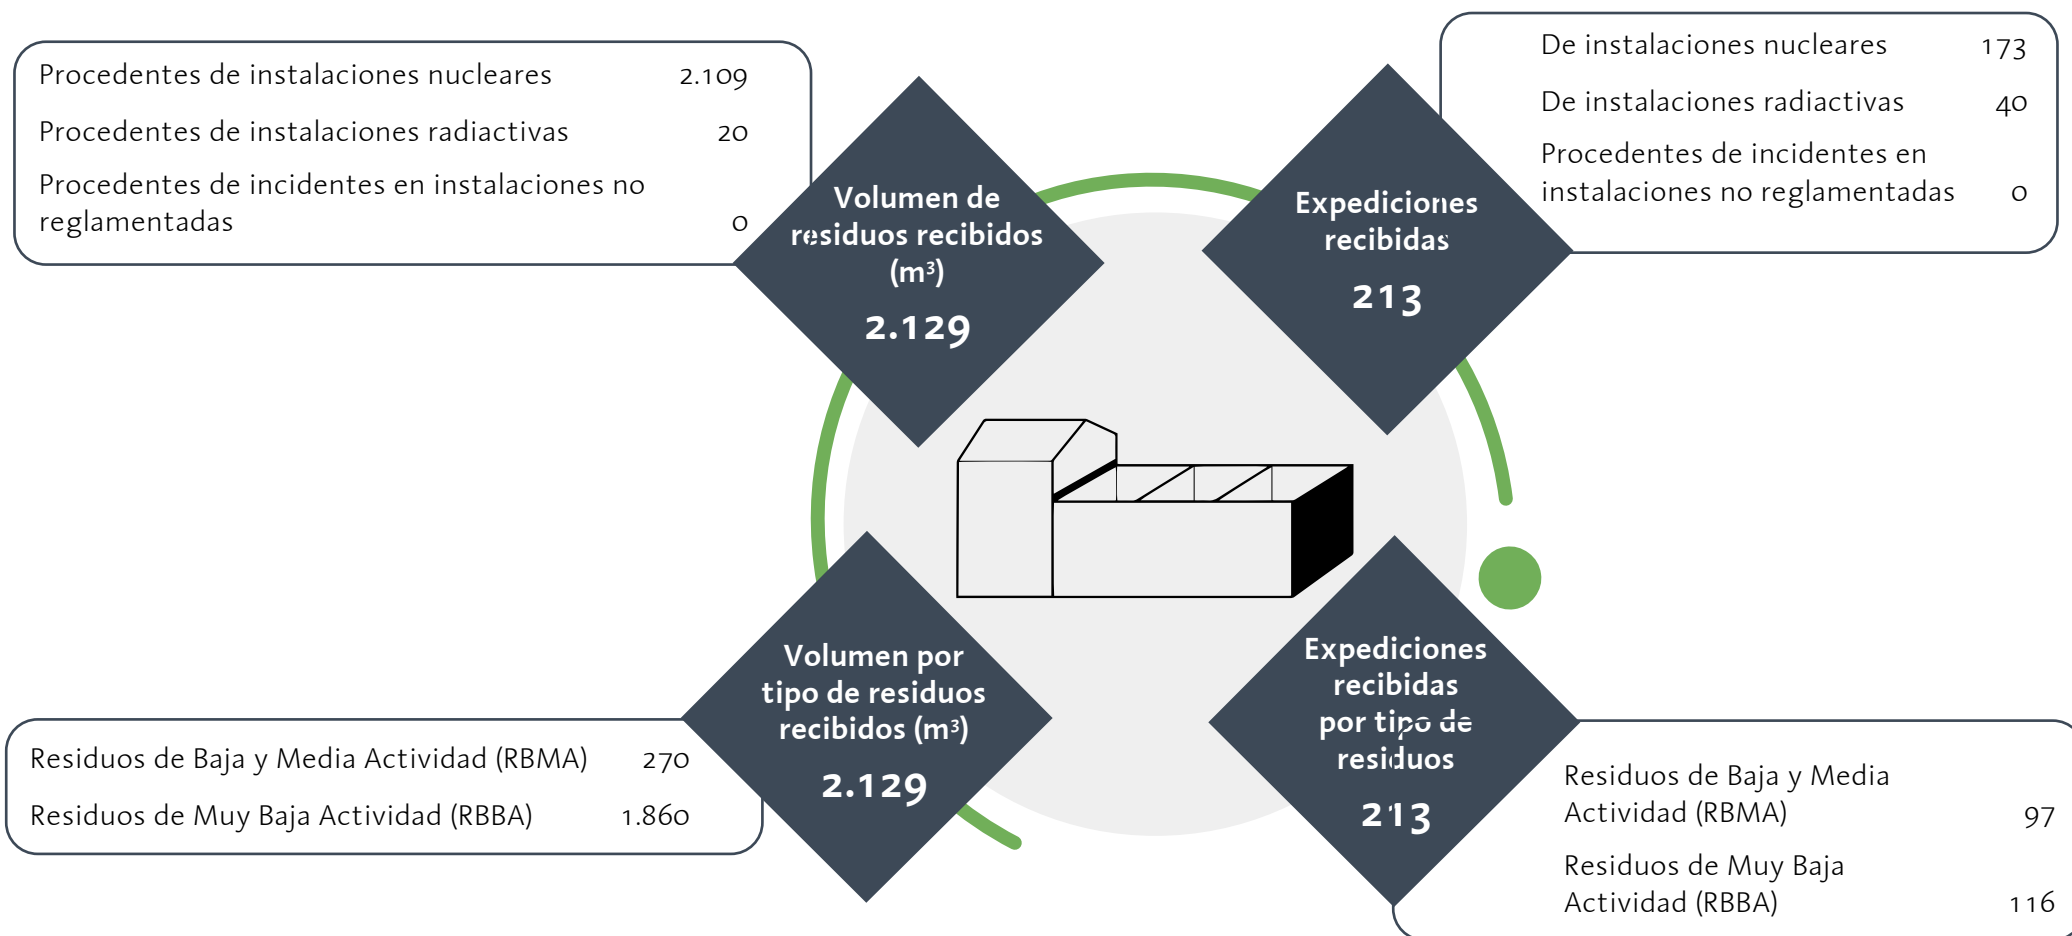 Procedentes de instalaciones nucleares 2.109
Procedentes de instalaciones radiactivas 20
Procedentes de incidentes en instalaciones no
reglamentadas 0
Volumen de
residuos recibidos
(m³)
2.129
De instalaciones nucleares 173
De instalaciones radiactivas 40
Procedentes de incidentes en
instalaciones no reglamentadas 0
Expediciones
recibidas
213
Residuos de Baja y Media Actividad (RBMA) 270
Residuos de Muy Baja Actividad (RBBA) 1.860
Volumen por
tipo de residuos
recibidos (m³)
2.129
Expediciones
recibidas
por tipo de
residuos
213
Residuos de Baja y Media
Actividad (RBMA) 97
Residuos de Muy Baja
Actividad (RBBA) 116